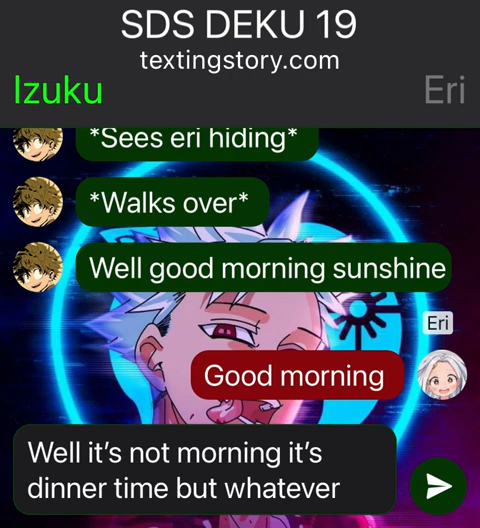 SDS DEKU 19
textingstory.com
Izuku
Eri
*Sees eri hiding*
*Walks over*
Well good morning sunshine
Eri
Good morning
Well it’s not morning it’s
dinner time but whatever